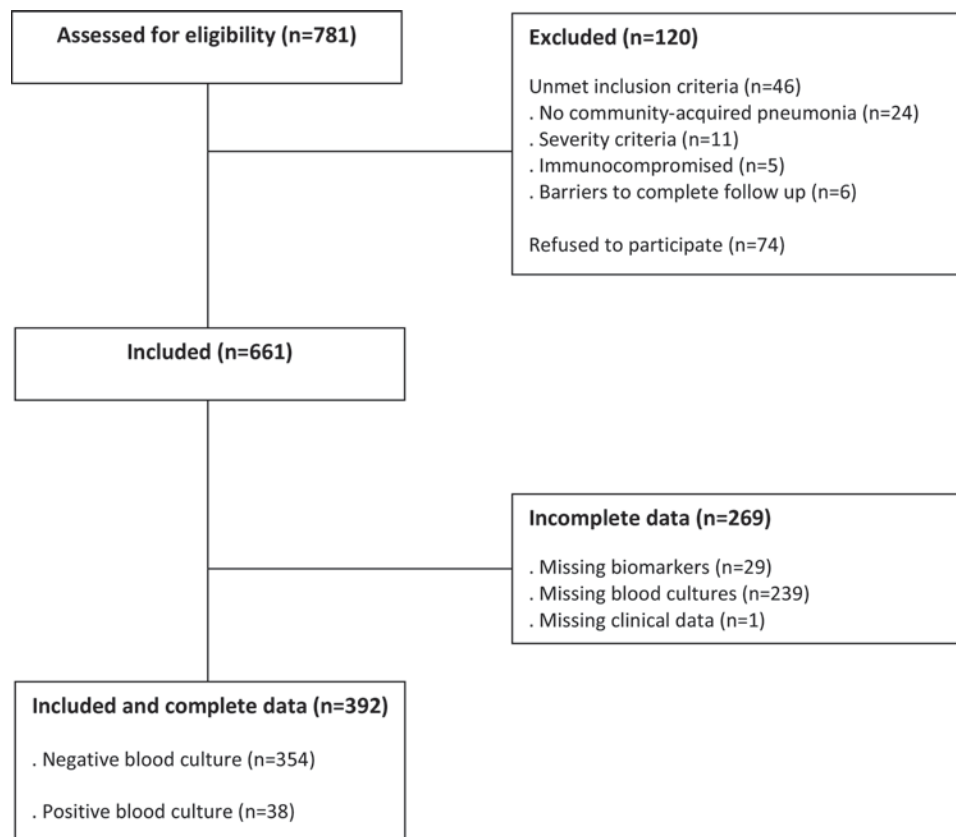 Assessed for eligibility (n=781)
Excluded (n=120)
Unmet inclusion criteria (n=46)
. No community-acquired pneumonia (n=24)
. Severity criteria (n=11)
. Immunocompromised (n=5)
. Barriers to complete follow up (n=6)
Refused to participate (n=74)
Included (n=661)
Incomplete data (n=269)
. Missing biomarkers (n=29)
. Missing blood cultures (n=239)
. Missing clinical data (n=1)
Included and complete data (n=392)
. Negative blood culture (n=354)
. Positive blood culture (n=38)